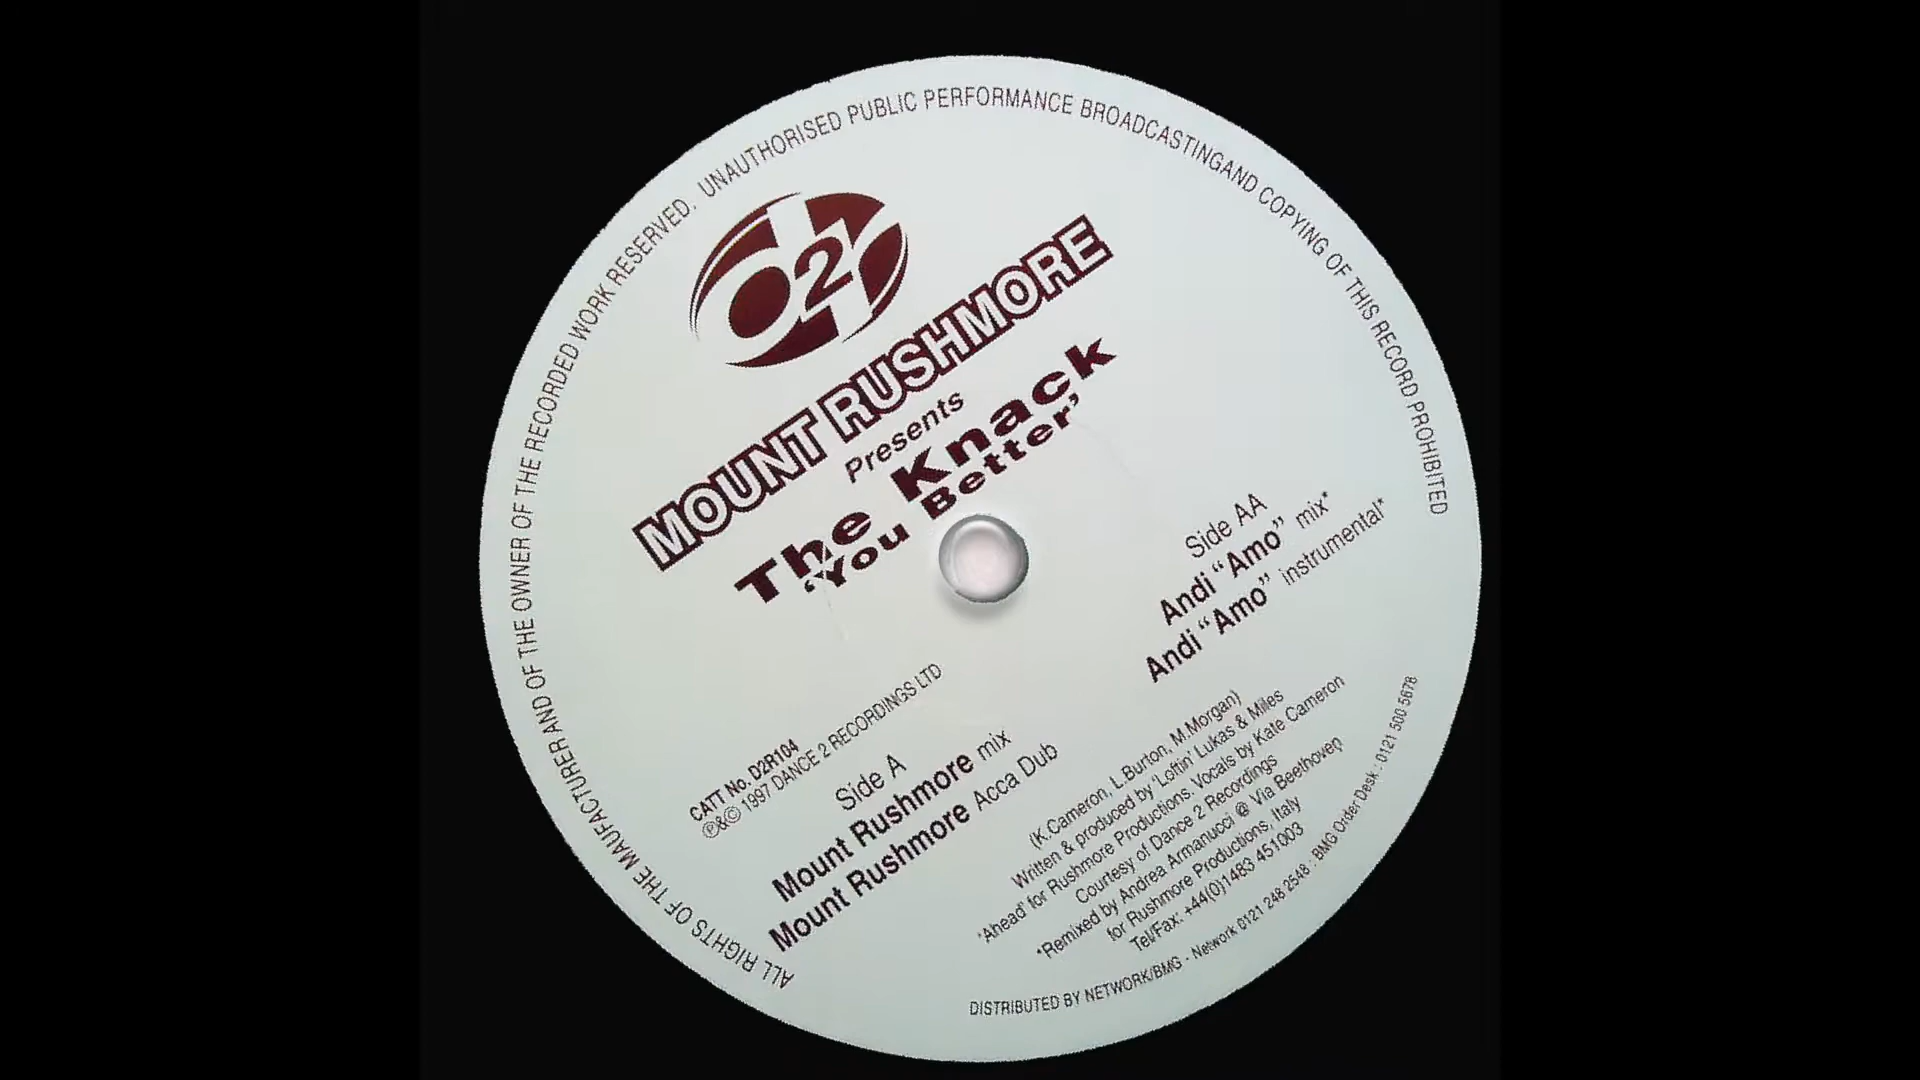 ALL RIGHTS OF THE MAUFACTURER AND OF THE OWNER OF THE RECORDED WORK RESERVED. UNAUTHORISED PUBLIC PERFORMANCE BROADCASTINGAND COPYING OF THIS RECORD PROHIBITED
d2r
MOUNT RUSHMORE
Presents
The Knack
'You Better'
CATT No. D2R104
℗&© 1997 DANCE 2 RECORDINGS LTD
Side A
Mount Rushmore mix
Mount Rushmore Acca Dub
Side AA
Andi “Amo” mix*
Andi “Amo” instrumental*
(K.Cameron, L.Burton, M.Morgan)
Written & produced by 'Loftin' Lukas & Miles
'Ahead' for Rushmore Productions. Vocals by Kate Cameron
Courtesy of Dance 2 Recordings
*Remixed by Andrea Armanucci @ Via Beethoven
for Rushmore Productions, Italy
Tel/Fax: +44(0)1483 451003
DISTRIBUTED BY NETWORK/BMG - Network 0121 248 2548 : BMG Order Desk : 0121 500 5678